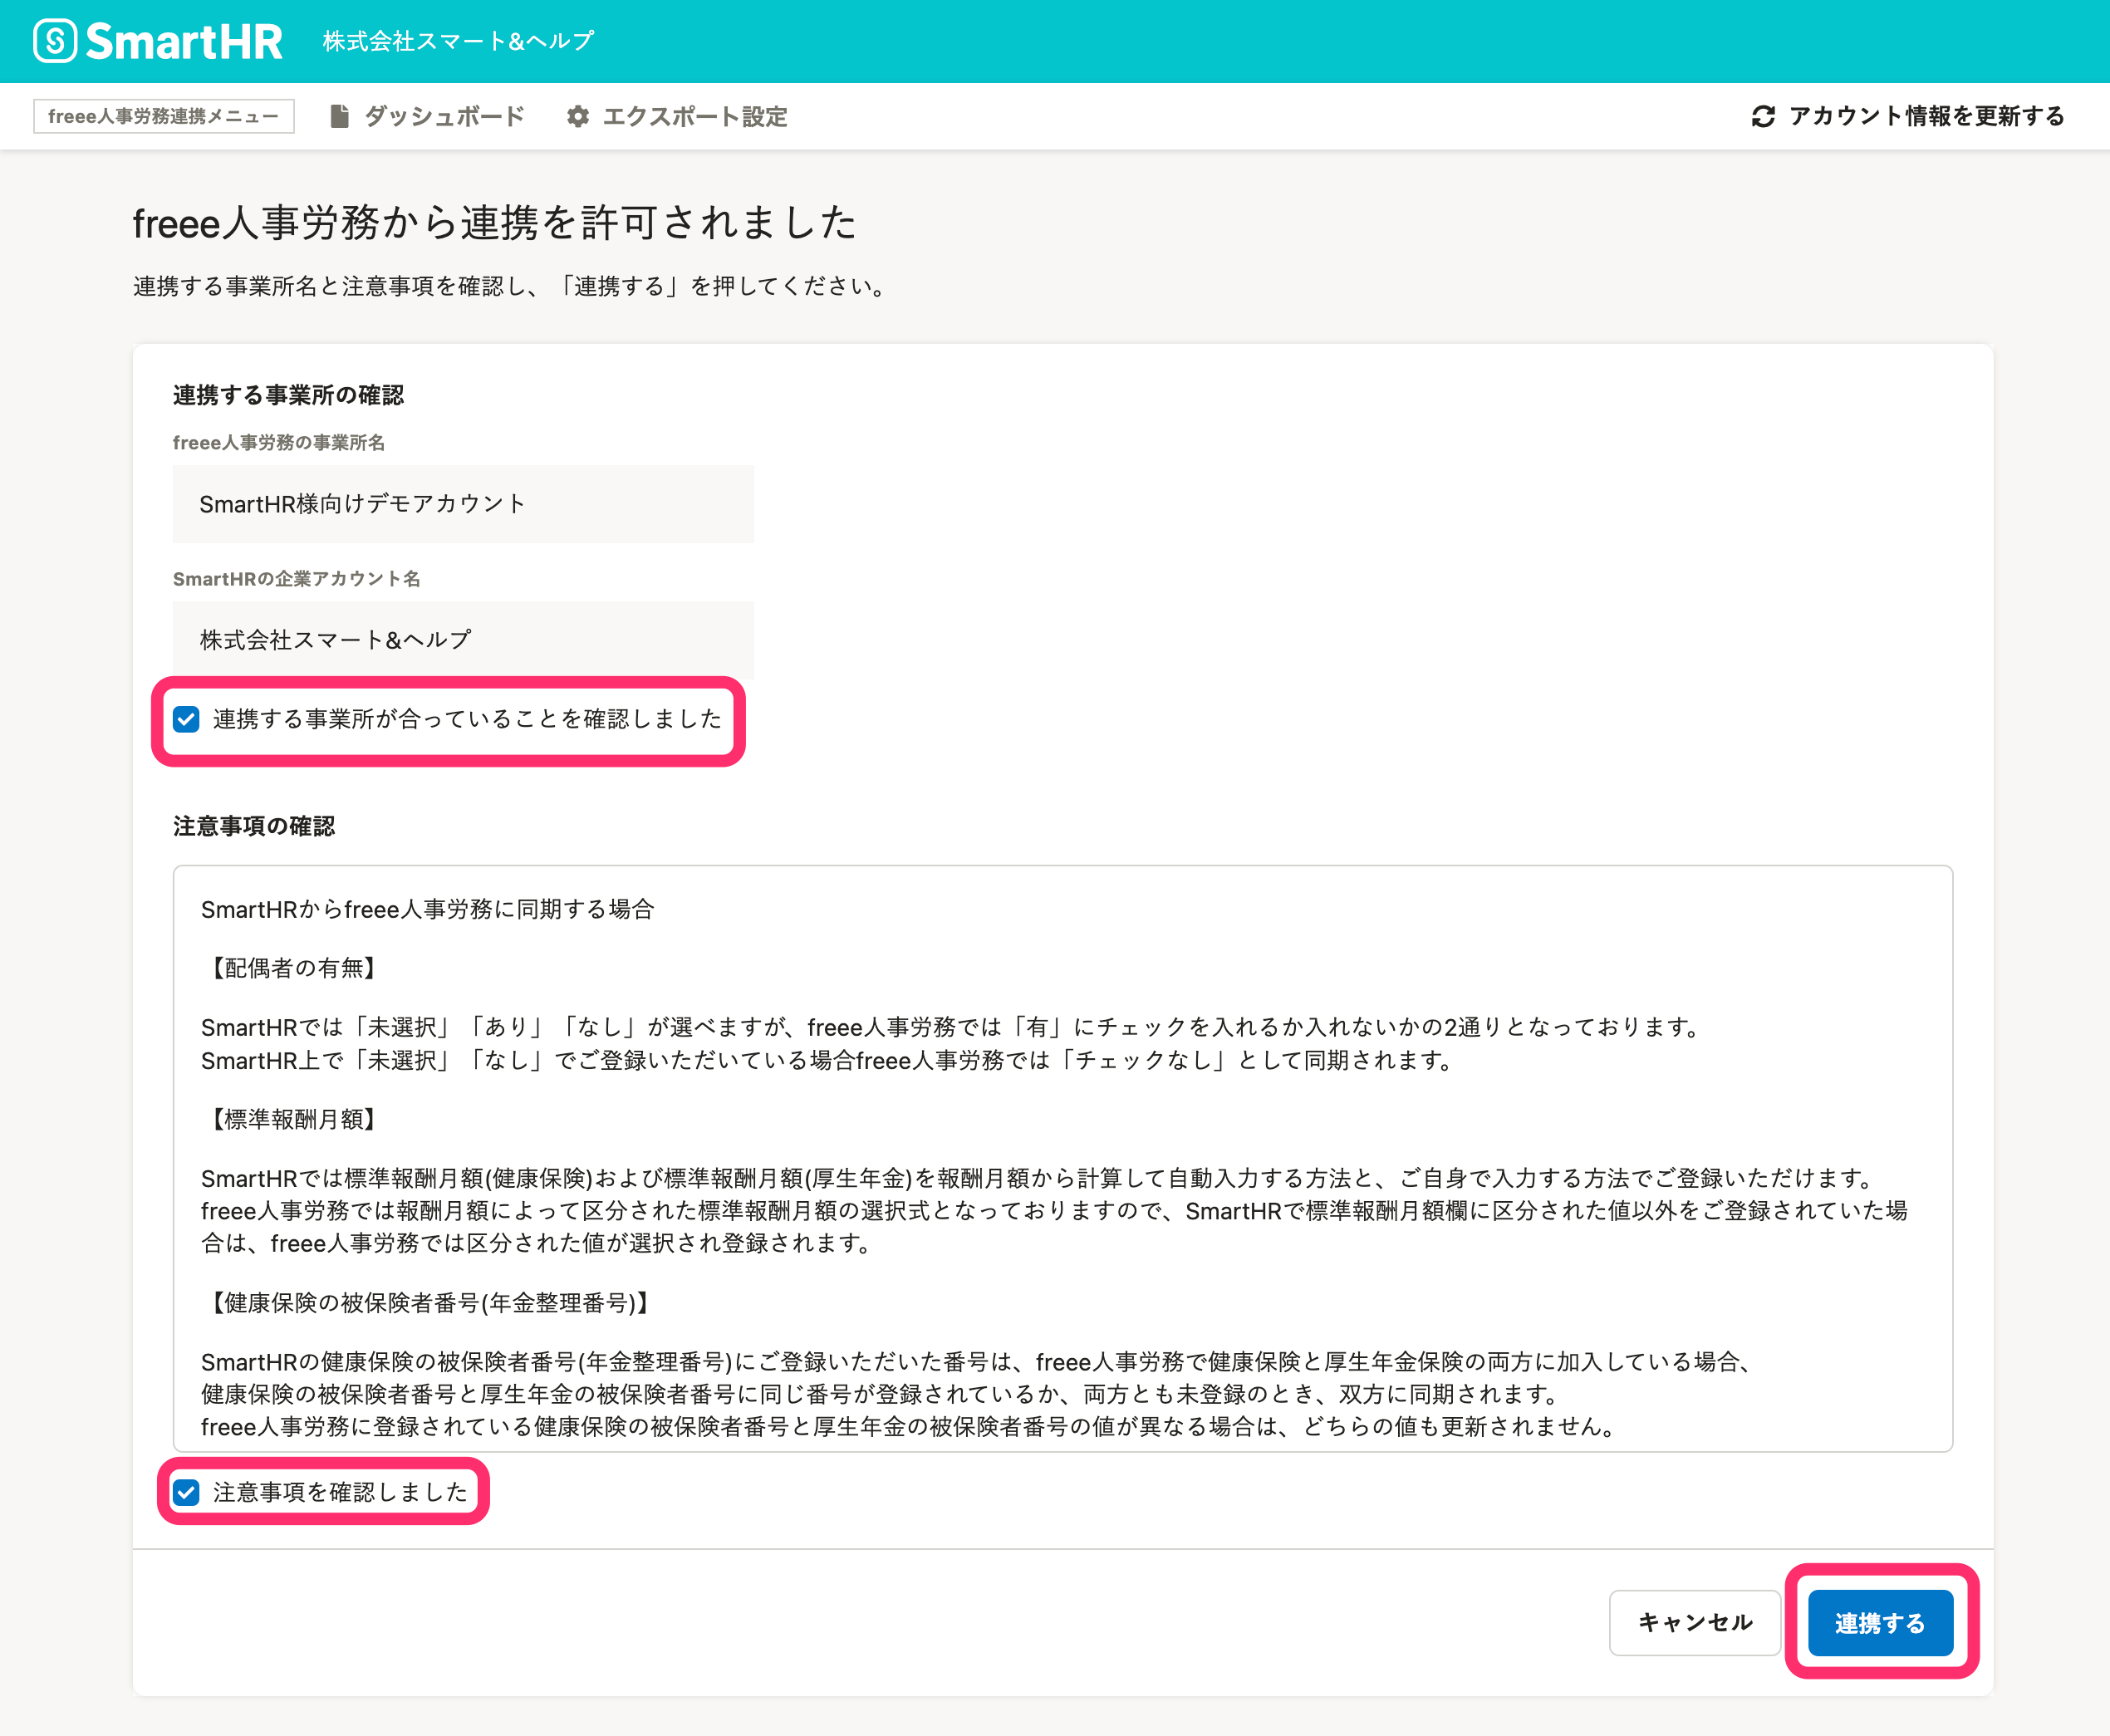 SmartHR 株式会社スマート&ヘルプ
freee人事労務連携メニュー ダッシュボード エクスポート設定 アカウント情報を更新する
freee人事労務から連携を許可されました
連携する事業所名と注意事項を確認し、「連携する」を押してください。
連携する事業所の確認
freee人事労務の事業所名
SmartHR様向けデモアカウント
SmartHRの企業アカウント名
株式会社スマート&ヘルプ
連携する事業所が合っていることを確認しました
注意事項の確認
SmartHRからfreee人事労務に同期する場合
【配偶者の有無】
SmartHRでは「未選択」「あり」「なし」が選べますが、freee人事労務では「有」にチェックを入れるか入れないかの2通りとなっております。
SmartHR上で「未選択」「なし」でご登録いただいている場合freee人事労務では「チェックなし」として同期されます。
【標準報酬月額】
SmartHRでは標準報酬月額(健康保険)および標準報酬月額(厚生年金)を報酬月額から計算して自動入力する方法と、ご自身で入力する方法でご登録いただけます。
freee人事労務では報酬月額によって区分された標準報酬月額の選択式となっておりますので、SmartHRで標準報酬月額欄に区分された値以外をご登録されていた場
合は、freee人事労務では区分された値が選択され登録されます。
【健康保険の被保険者番号(年金整理番号)】
SmartHRの健康保険の被保険者番号(年金整理番号)にご登録いただいた番号は、freee人事労務で健康保険と厚生年金保険の両方に加入している場合、
健康保険の被保険者番号と厚生年金の被保険者番号に同じ番号が登録されているか、両方とも未登録のとき、双方に同期されます。
freee人事労務に登録されている健康保険の被保険者番号と厚生年金の被保険者番号の値が異なる場合は、どちらの値も更新されません。
注意事項を確認しました
キャンセル 連携する